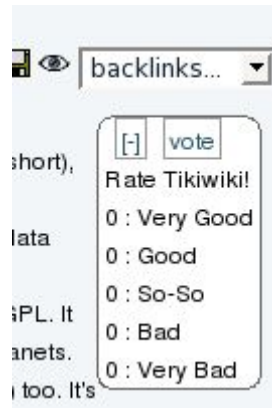 backlinks...
[-] vote
short),
Rate Tikiwiki!
0 : Very Good
0 : Good
0 : So-So
GPL. It
0 : Bad
anets.
0 : Very Bad
too. It's